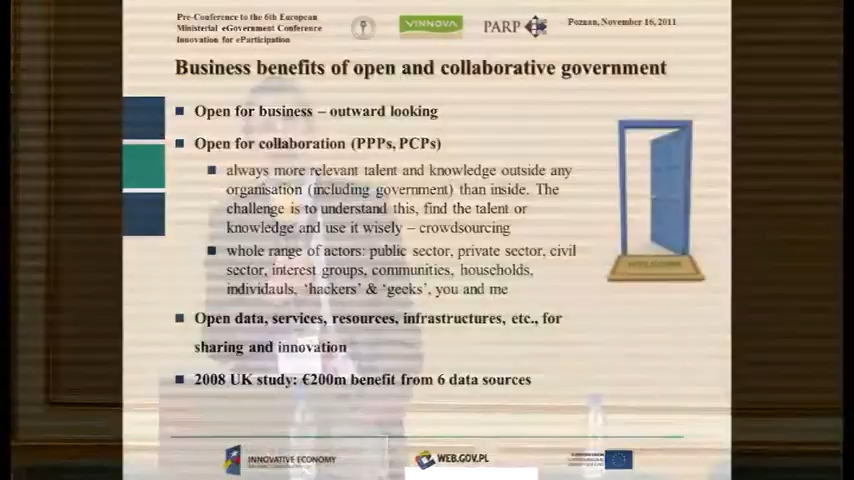 Pre-Conference to the 6th European
Ministerial eGovernment Conference
Innovation for eParticipation
VINNOVA
PARP
Poznan, November 16, 2011
Business benefits of open and collaborative government
Open for business – outward looking
Open for collaboration (PPPs, PCPs)
always more relevant talent and knowledge outside any
organisation (including government) than inside. The
challenge is to understand this, find the talent or
knowledge and use it wisely – crowdsourcing
whole range of actors: public sector, private sector, civil
sector, interest groups, communities, households,
individauls, ‘hackers’ & ‘geeks’, you and me
Open data, services, resources, infrastructures, etc., for
sharing and innovation
2008 UK study: €200m benefit from 6 data sources
INNOVATIVE ECONOMY
WEB.GOV.PL